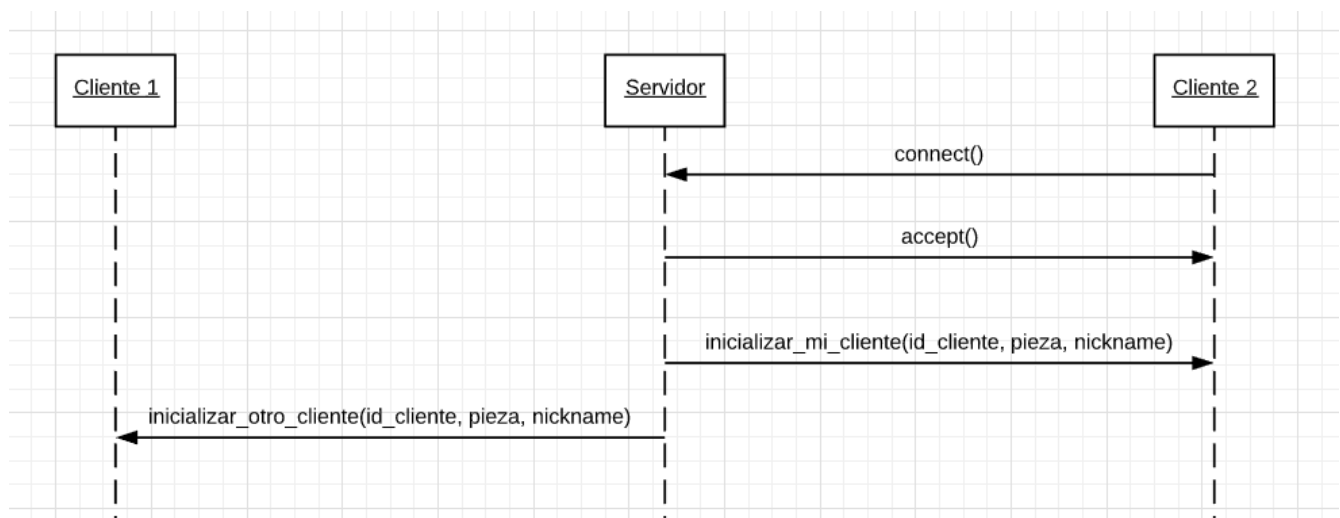 Cliente 1
Servidor
Cliente 2
connect()
accept()
inicializar_mi_cliente(id_cliente, pieza, nickname)
inicializar_otro_cliente(id_cliente, pieza, nickname)